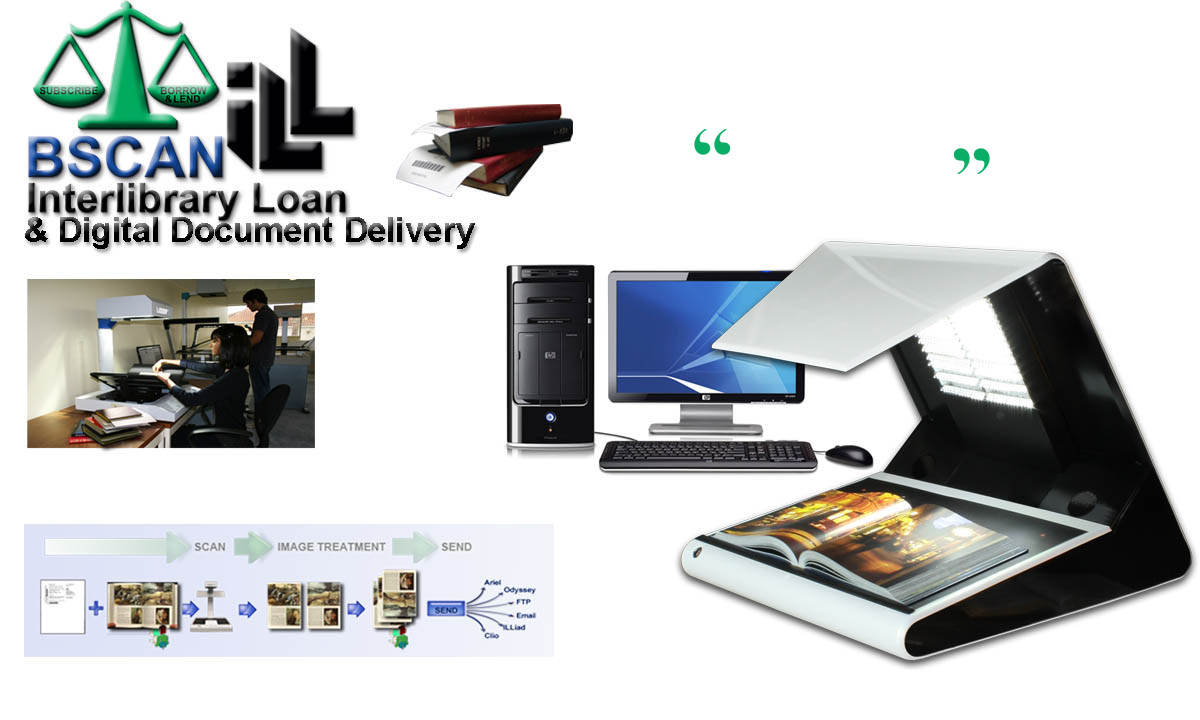 SUBSCRIBE
BORROW
& LEND
iLL
BSCAN
Interlibrary Loan
& Digital Document Delivery
“ ”
hp
SCAN
IMAGE TREATMENT
SEND
Ariel
Odyssey
FTP
SEND
Email
ILLiad
Clio